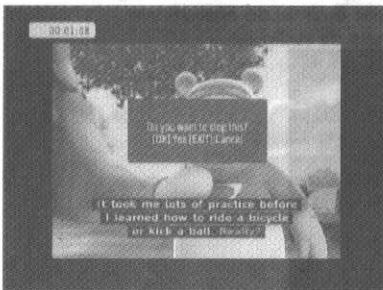 00:01:08
Do you want to stop this?
[OK] Yes [EXIT] Cancel
It took me lots of practice before
I learned how to ride a bicycle
or kick a ball. Really?